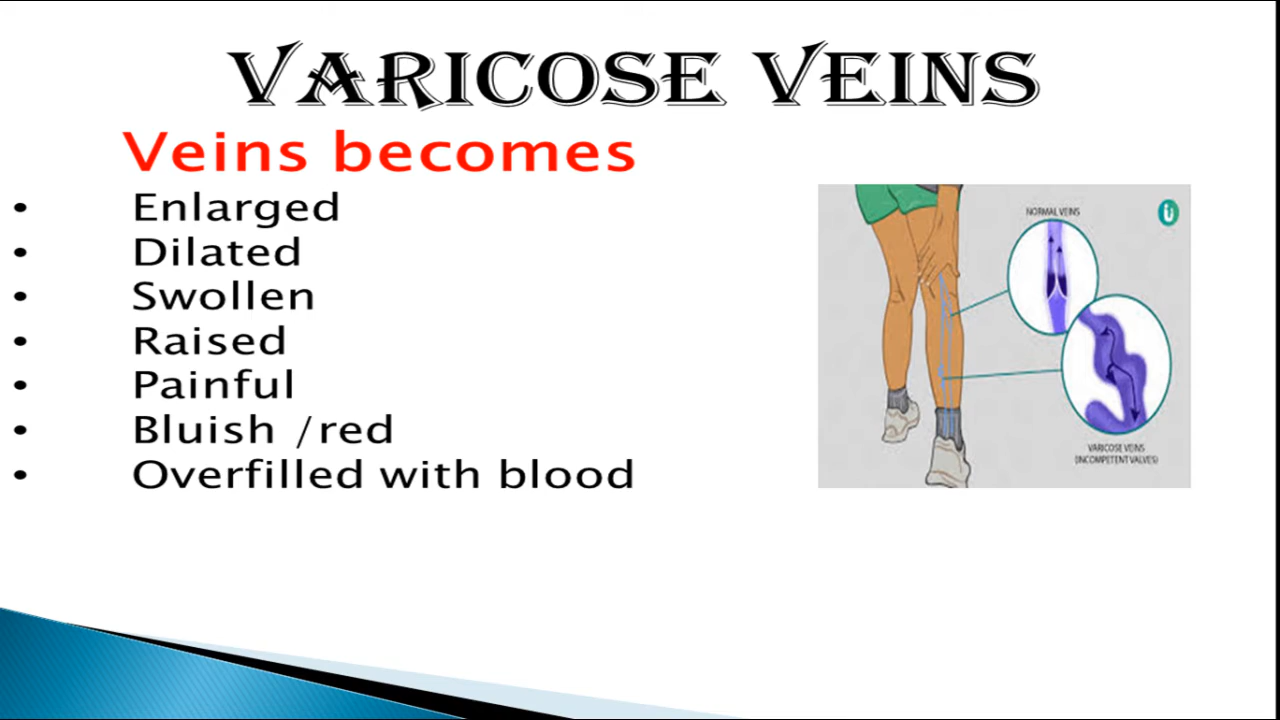 VARICOSE VEINS
Veins becomes
• Enlarged
• Dilated
• Swollen
• Raised
• Painful
• Bluish /red
• Overfilled with blood
NORMAL VEINS
VARICOSE VEINS
(INCOMPETENT VALVES)